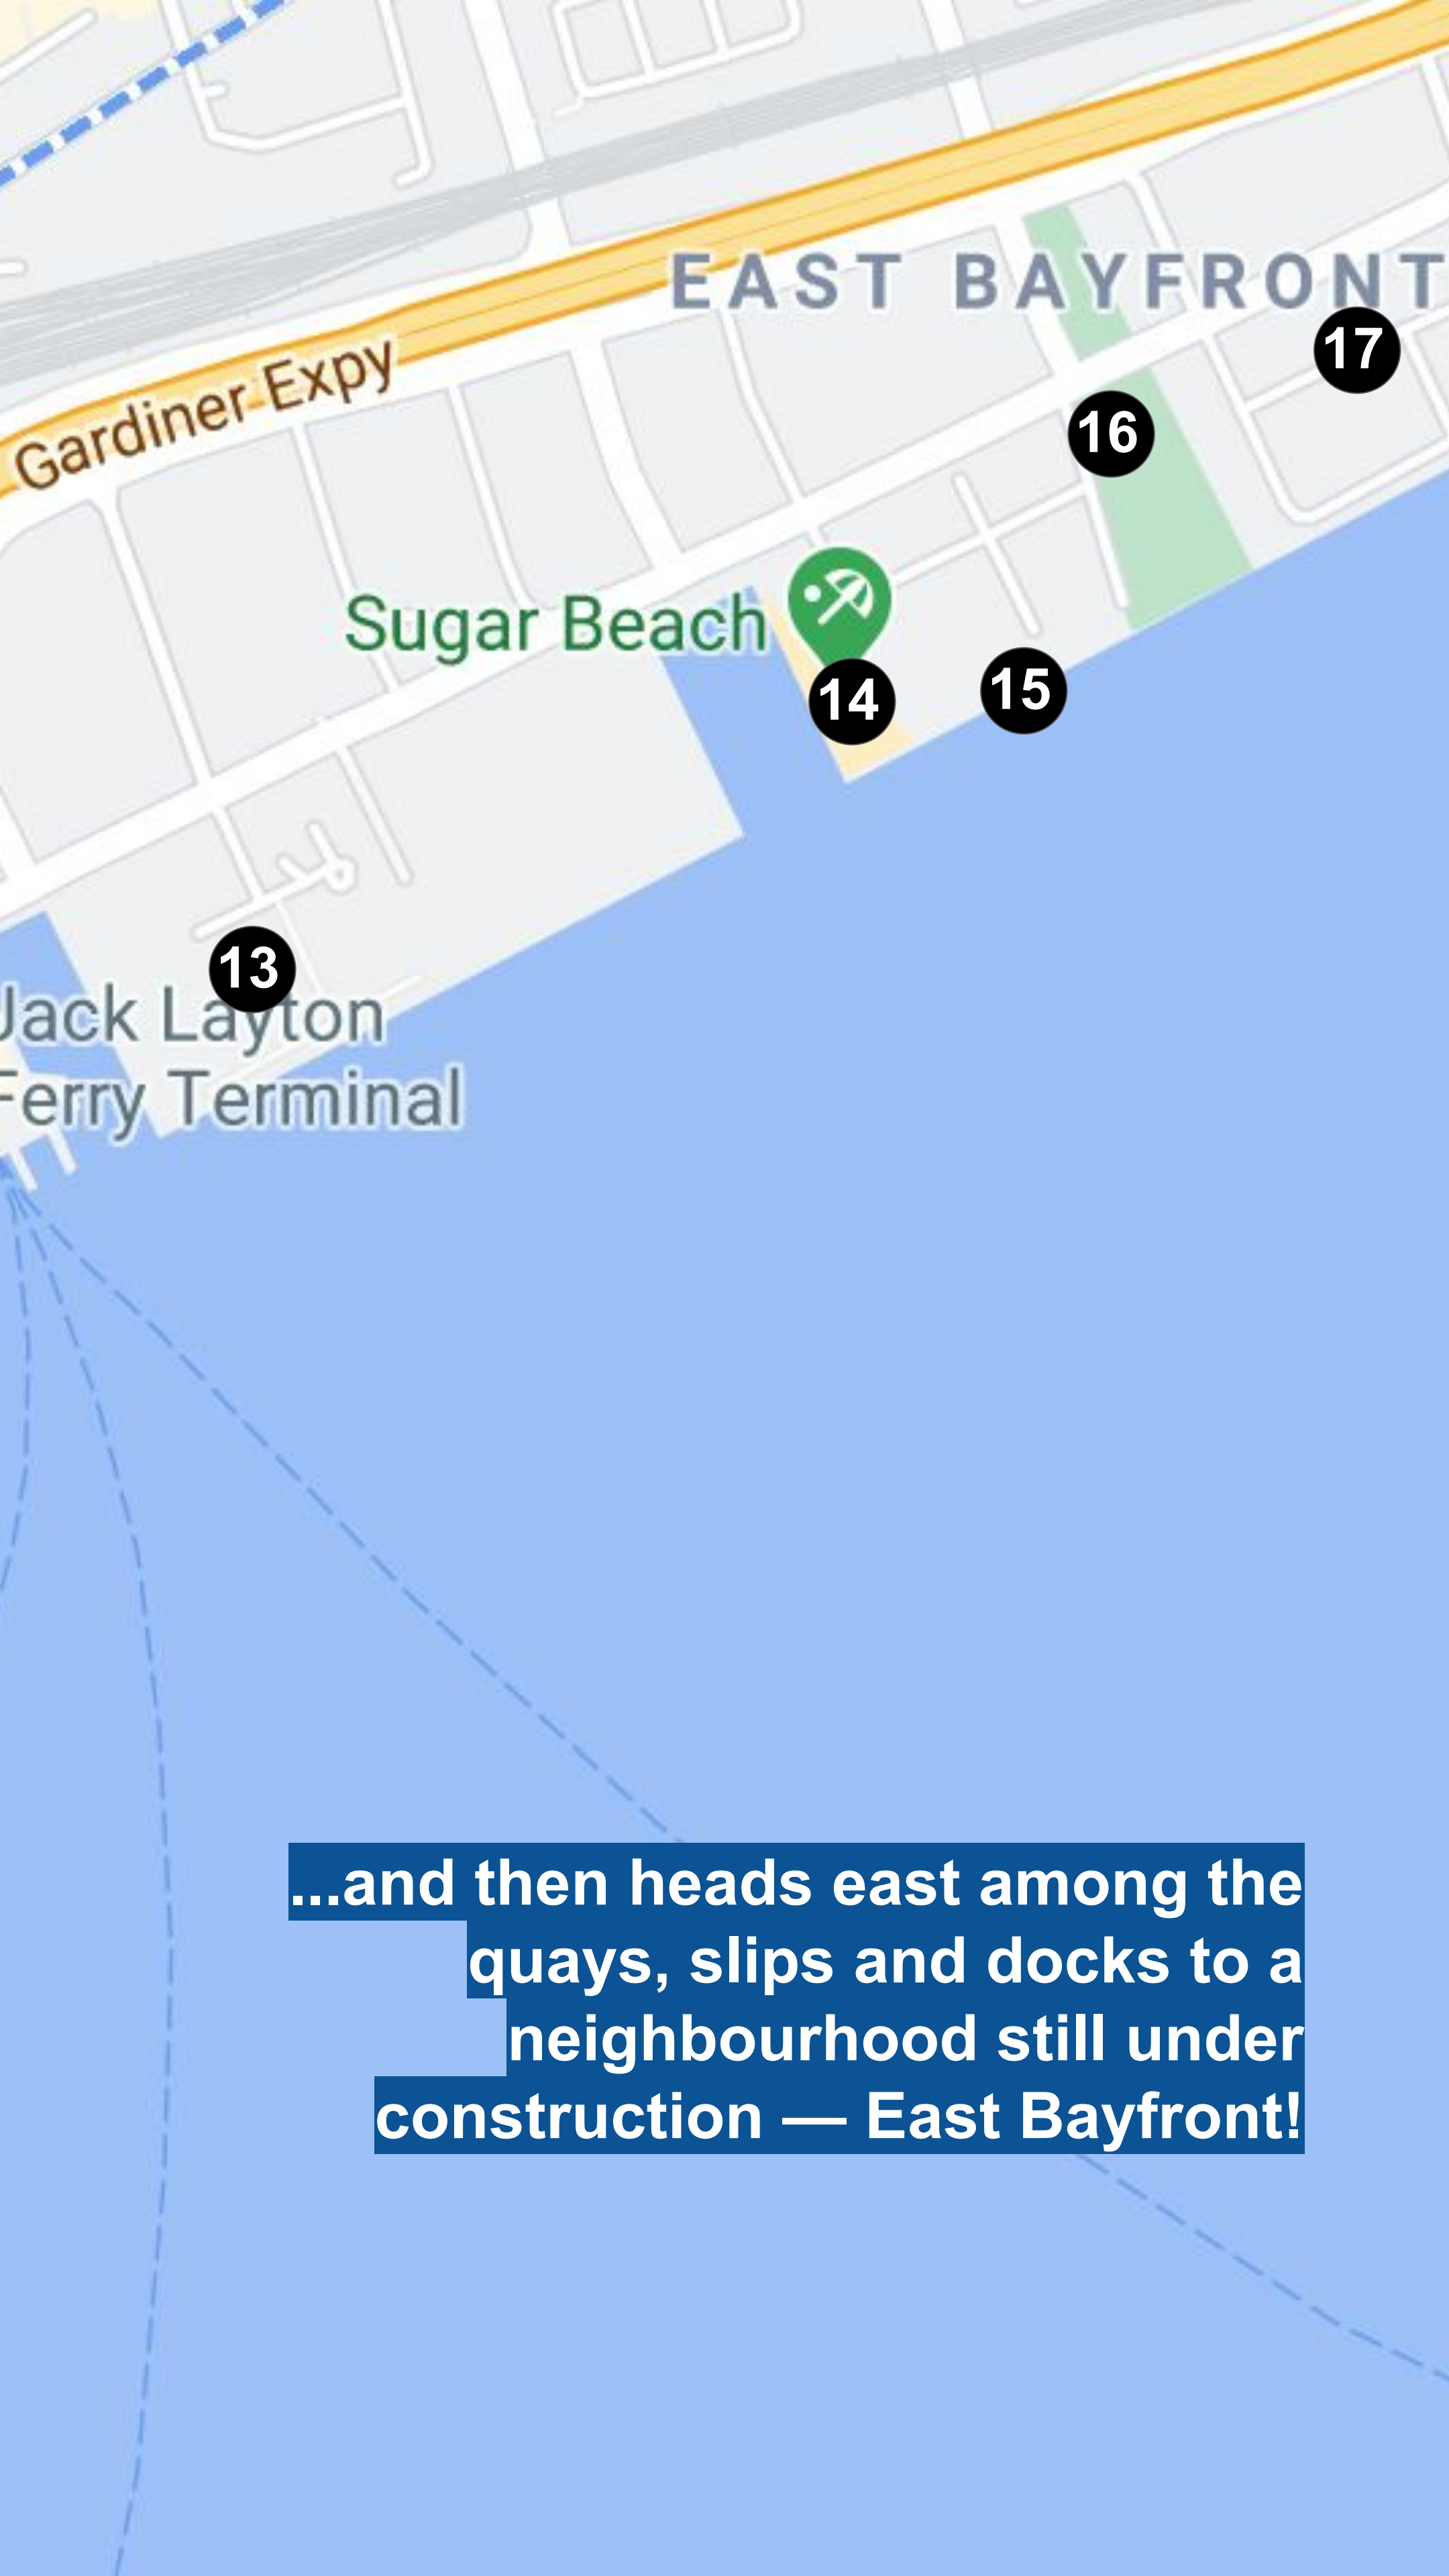 Gardiner Expy
EAST BAYFRONT
17
16
Sugar Beach
14
15
13
Jack Layton
Ferry Terminal
...and then heads east among the
quays, slips and docks to a
neighbourhood still under
construction — East Bayfront!